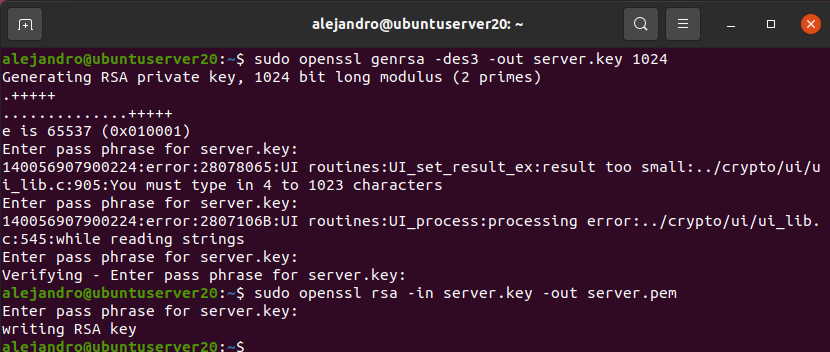 alejandro@ubuntuserver20: ~
alejandro@ubuntuserver20:~$ sudo openssl genrsa -des3 -out server.key 1024
Generating RSA private key, 1024 bit long modulus (2 primes)
.+++++
...............+++++
e is 65537 (0x010001)
Enter pass phrase for server.key:
140056907900224:error:28078065:UI routines:UI_set_result_ex:result too small:../crypto/ui/u
i_lib.c:905:You must type in 4 to 1023 characters
Enter pass phrase for server.key:
140056907900224:error:2807106B:UI routines:UI_process:processing error:../crypto/ui/ui_lib.
c:545:while reading strings
Enter pass phrase for server.key:
Verifying - Enter pass phrase for server.key:
alejandro@ubuntuserver20:~$ sudo openssl rsa -in server.key -out server.pem
Enter pass phrase for server.key:
writing RSA key
alejandro@ubuntuserver20:~$